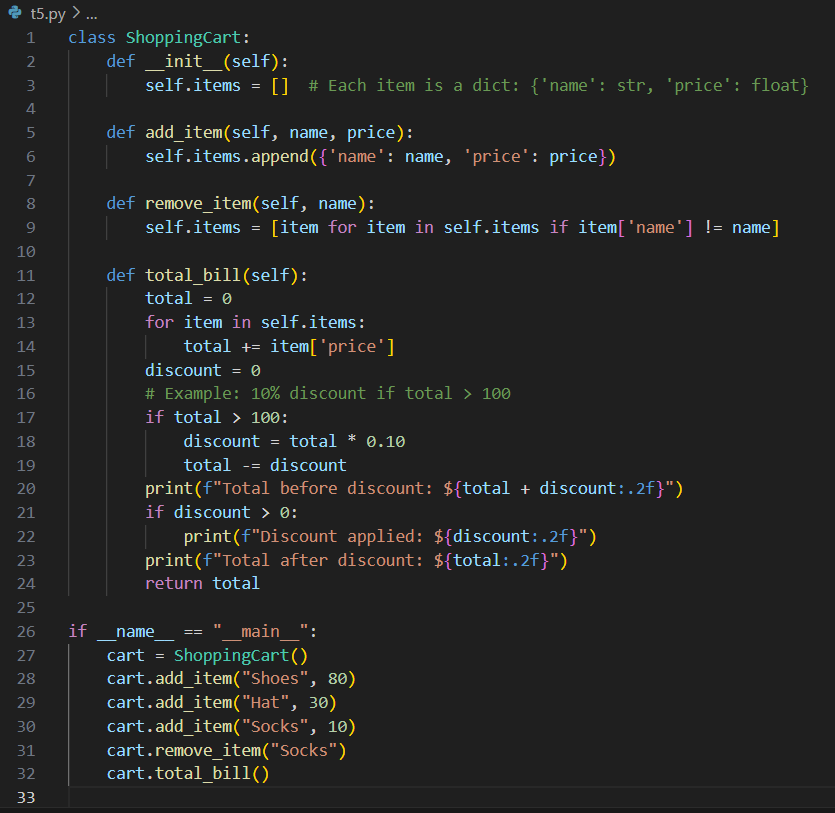 t5.py > ...
1 class ShoppingCart:
2     def __init__(self):
3         self.items = []  # Each item is a dict: {'name': str, 'price': float}
4
5     def add_item(self, name, price):
6         self.items.append({'name': name, 'price': price})
7
8     def remove_item(self, name):
9         self.items = [item for item in self.items if item['name'] != name]
10
11     def total_bill(self):
12         total = 0
13         for item in self.items:
14             total += item['price']
15         discount = 0
16         # Example: 10% discount if total > 100
17         if total > 100:
18             discount = total * 0.10
19             total -= discount
20         print(f"Total before discount: ${total + discount:.2f}")
21         if discount > 0:
22             print(f"Discount applied: ${discount:.2f}")
23         print(f"Total after discount: ${total:.2f}")
24         return total
25
26 if __name__ == "__main__":
27     cart = ShoppingCart()
28     cart.add_item("Shoes", 80)
29     cart.add_item("Hat", 30)
30     cart.add_item("Socks", 10)
31     cart.remove_item("Socks")
32     cart.total_bill()
33